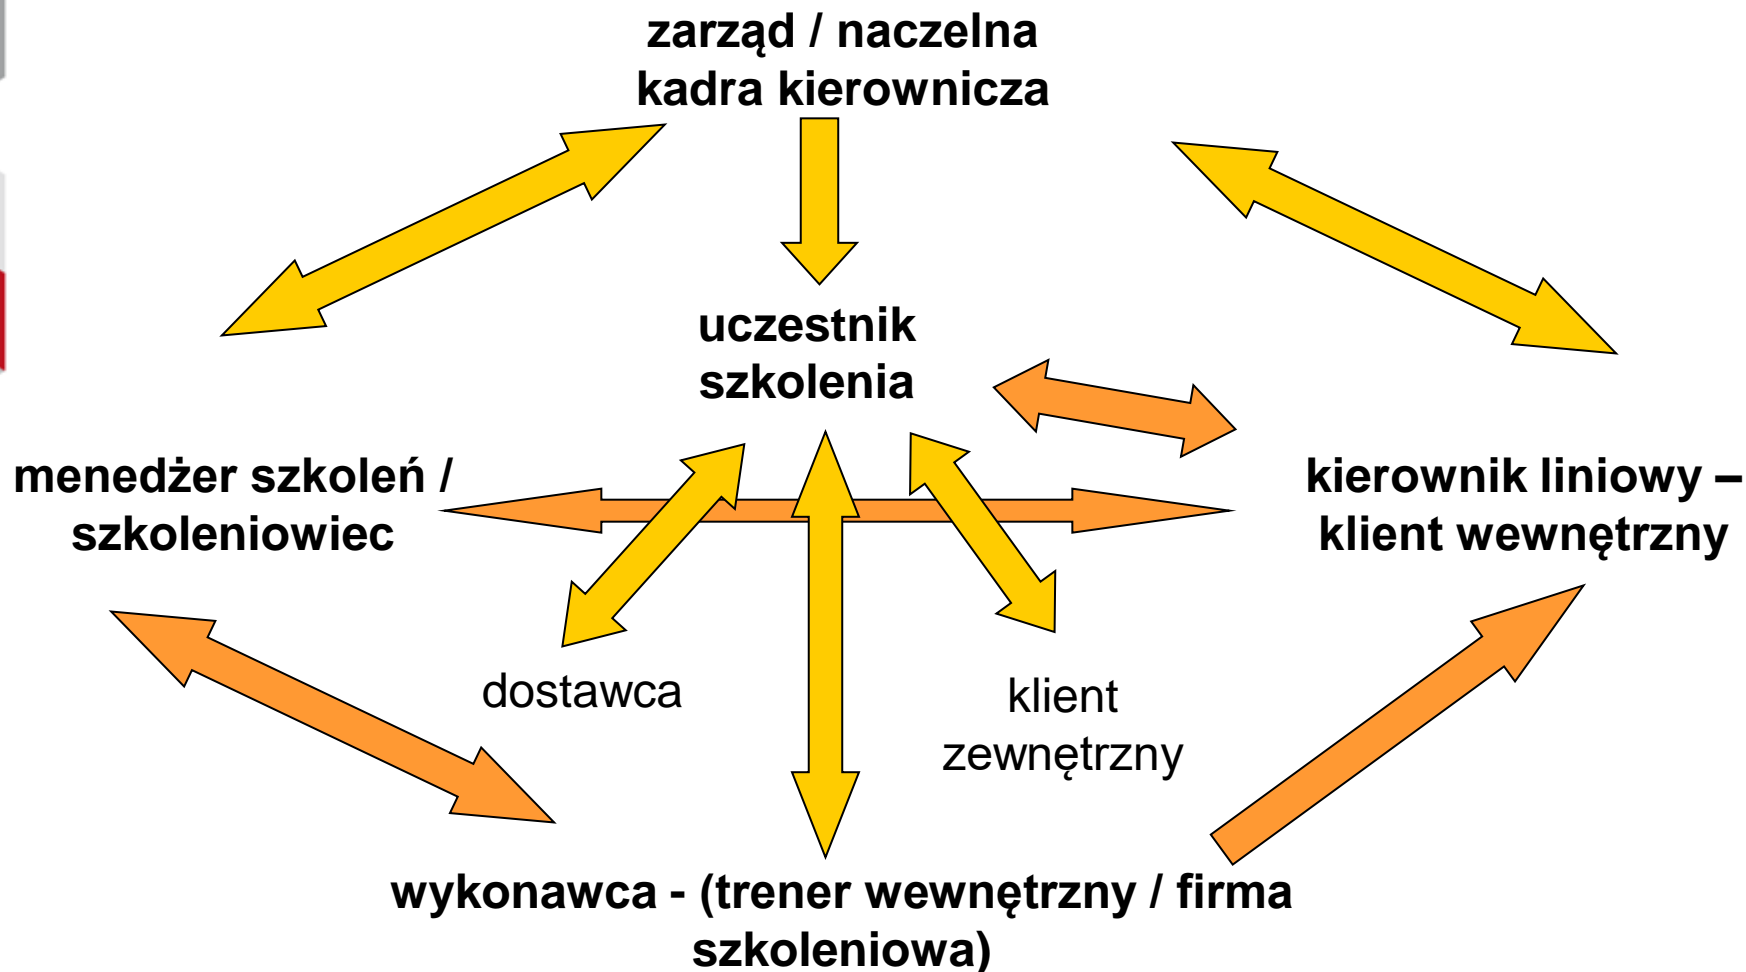 zarząd / naczelna
kadra kierownicza
uczestnik
szkolenia
menedżer szkoleń /
szkoleniowiec
kierownik liniowy –
klient wewnętrzny
dostawca
klient
zewnętrzny
wykonawca - (trener wewnętrzny / firma
szkoleniowa)